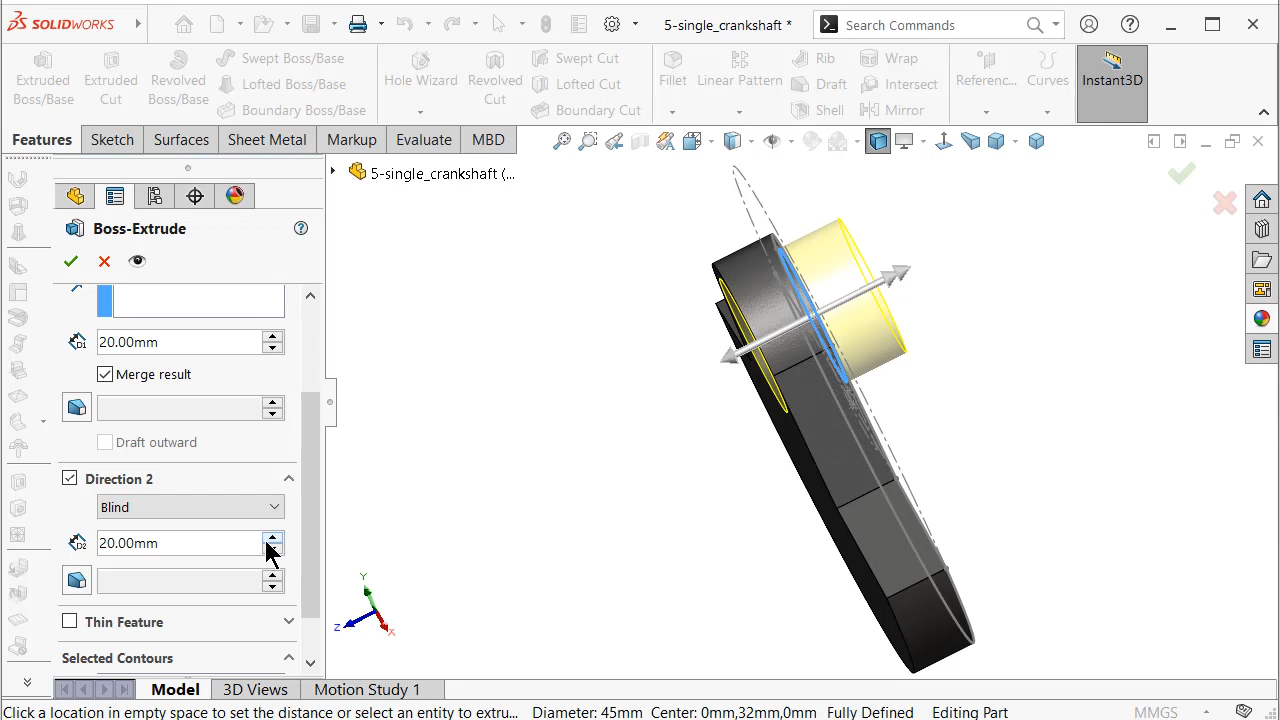 SOLIDWORKS
5-single_crankshaft *
Search Commands
Extruded Boss/Base
Extruded Cut
Revolved Boss/Base
Swept Boss/Base
Lofted Boss/Base
Boundary Boss/Base
Hole Wizard
Revolved Cut
Swept Cut
Lofted Cut
Boundary Cut
Fillet
Linear Pattern
Rib
Draft
Shell
Wrap
Intersect
Mirror
Referenc...
Curves
Instant3D
Features
Sketch
Surfaces
Sheet Metal
Markup
Evaluate
MBD
5-single_crankshaft (...
Boss-Extrude
D1
20.00mm
Merge result
Draft outward
Direction 2
Blind
D2
20.00mm
Thin Feature
Selected Contours
Y
Z
X
Model
3D Views
Motion Study 1
Click a location in empty space to set the distance or select an entity to extru...
Diameter: 45mm
Center: 0mm,32mm,0mm
Fully Defined
Editing Part
MMGS